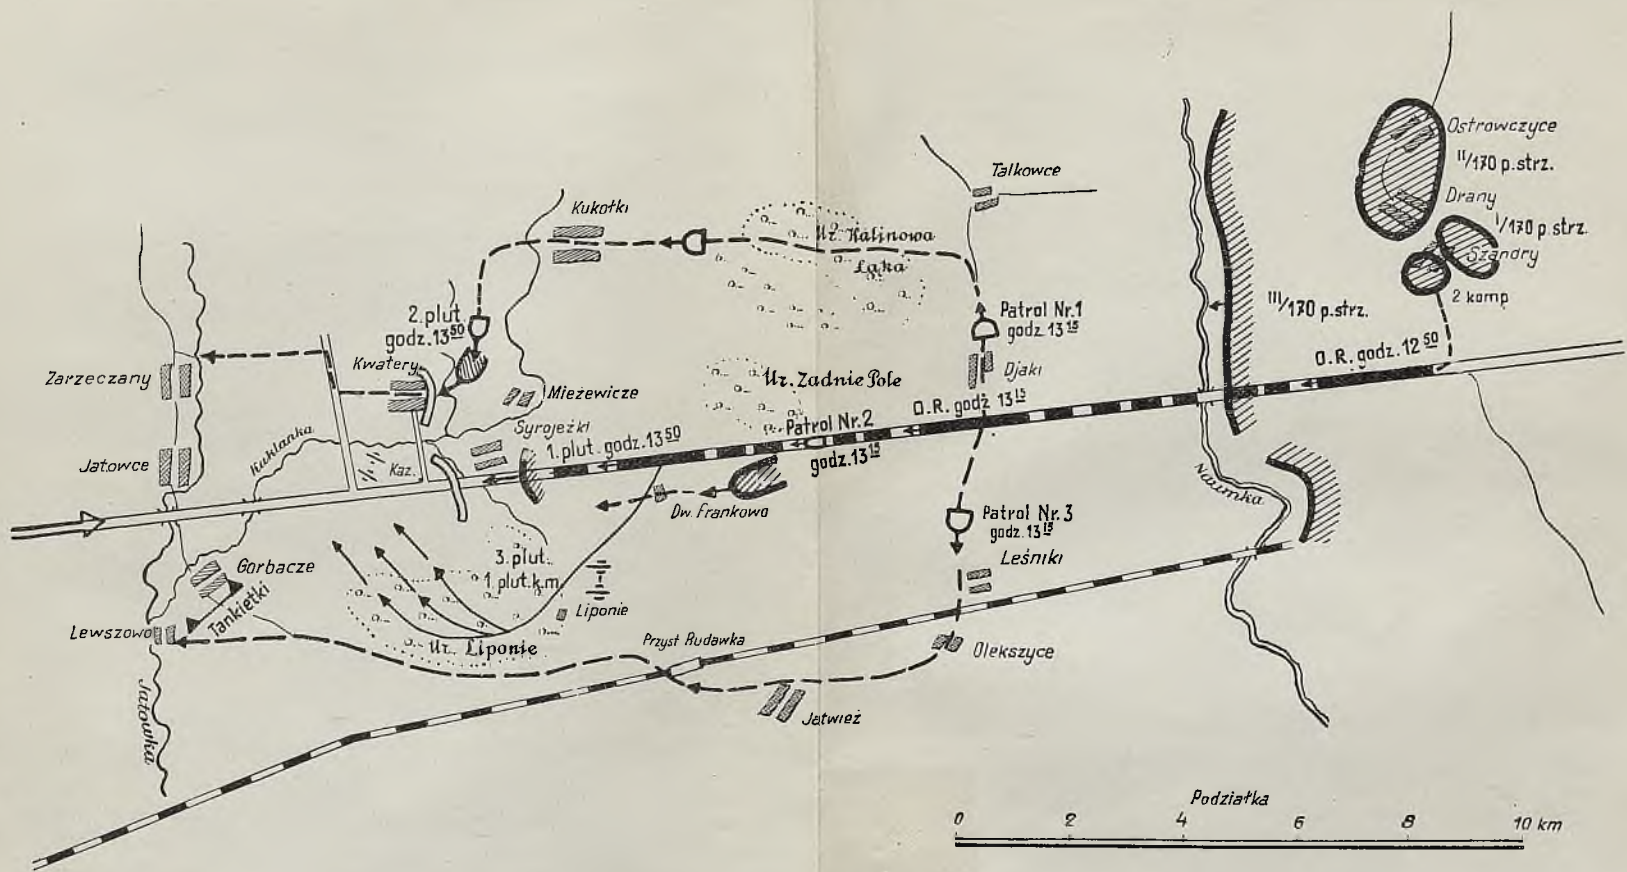 Ostrowczyce
II/170 p.strz.
Drany
I/170 p.strz.
Szandry
2 komp
III/170 p.strz.
O.R. godz. 12 50
Talkowce
Kukołki
Ur. Kalinowa
Łąka
Patrol Nr.1
godz. 13 15
2. plut.
godz. 13 50
Kwatery
Zarzeczany
Mieżewicze
Ur. Zadnie Pole
Djaki
O.R. godz 13 15
Syrojeżki
1. plut. godz. 13 50
Patrol Nr.2
godz. 13 15
Jatowce
Kuklanka
Kaz.
Dw. Frankowo
Patrol Nr. 3
godz. 13 15
Naumka
Leśniki
Gorbacze
3. plut.
1. plut. k.m.
Tankietki
Liponie
Lewszowo
Ur. Liponie
Przyst Rudawka
Olekszyce
Jatwież
Jatowka
Podziałka
0 2 4 6 8 10 km